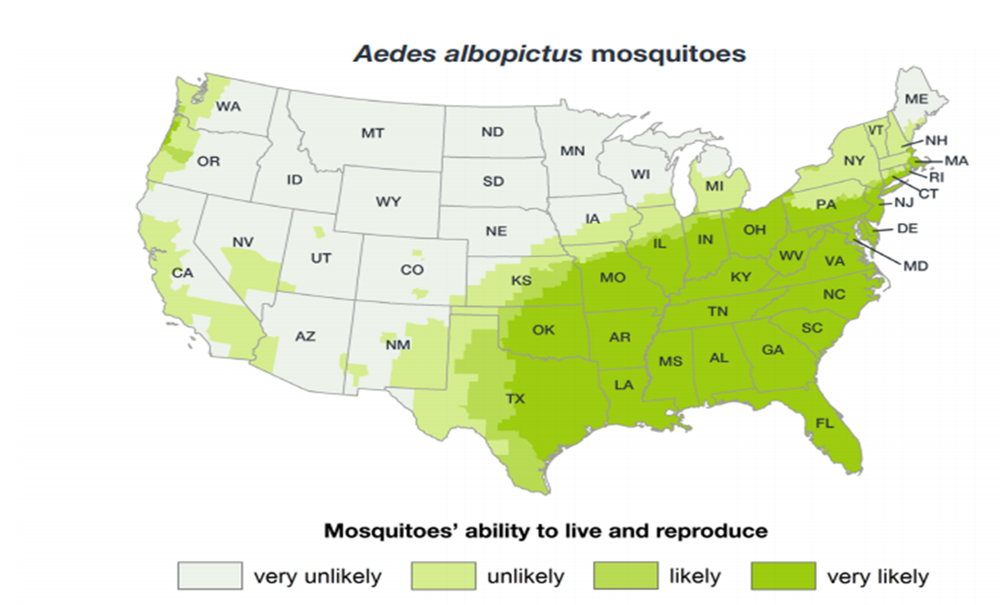 Aedes albopictus mosquitoes
WA
MT
ND
MN
ME
VT
NH
OR
ID
SD
WI
MI
NY
MA
RI
CT
WY
IA
PA
NJ
NV
UT
NE
IL
IN
OH
DE
CA
CO
KS
MO
KY
WV
VA
MD
NC
AZ
NM
OK
AR
TN
SC
MS
AL
GA
LA
TX
FL
Mosquitoes’ ability to live and reproduce
very unlikely unlikely likely very likely